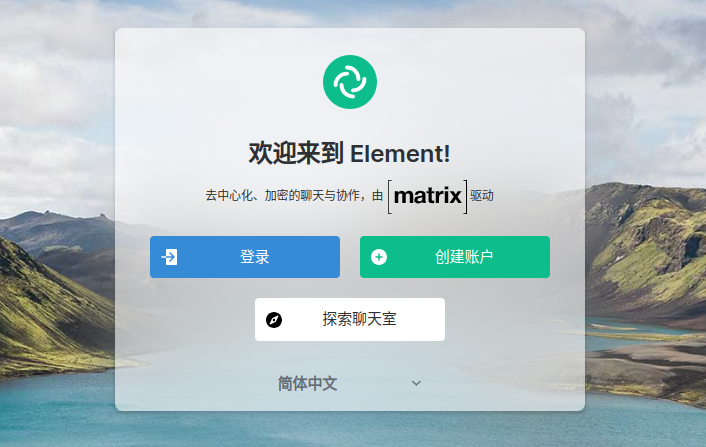 欢迎来到 Element!
去中心化、加密的聊天与协作，由 [matrix] 驱动
登录
创建账户
探索聊天室
简体中文